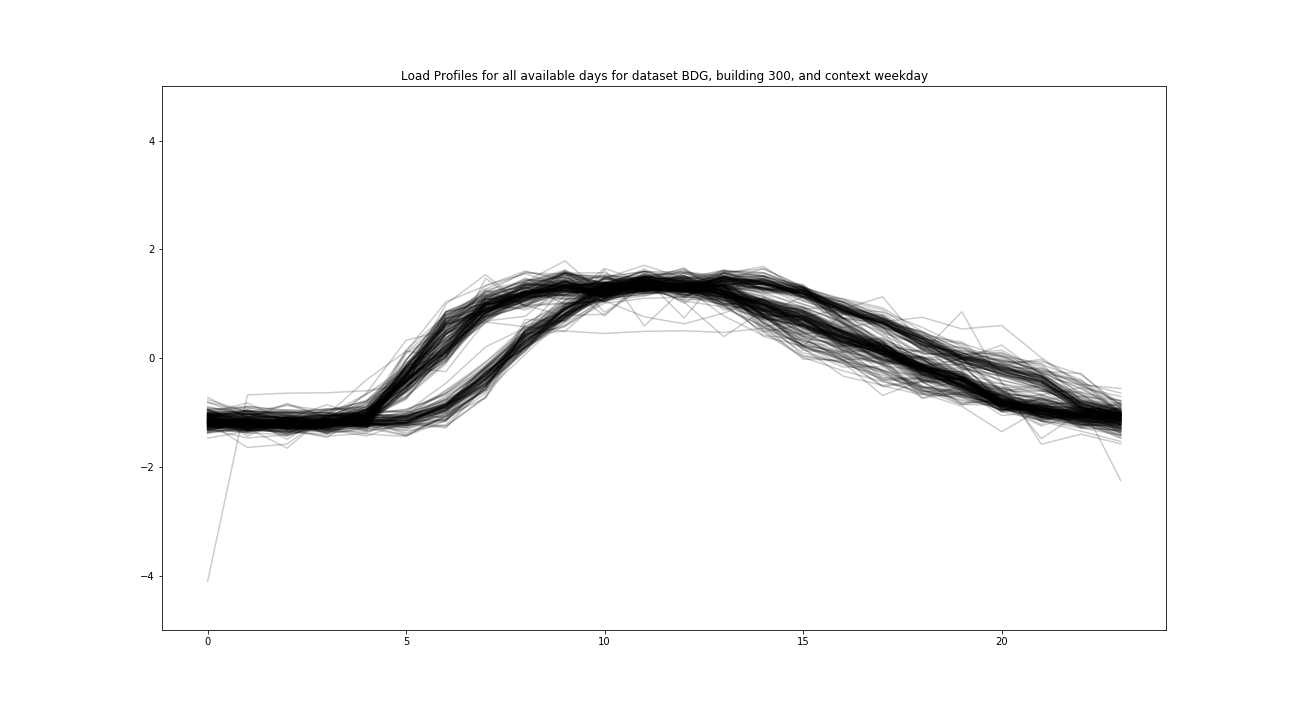 Load Profiles for all available days for dataset BDG, building 300, and context weekday
4
2
0
−2
−4
0 5 10 15 20